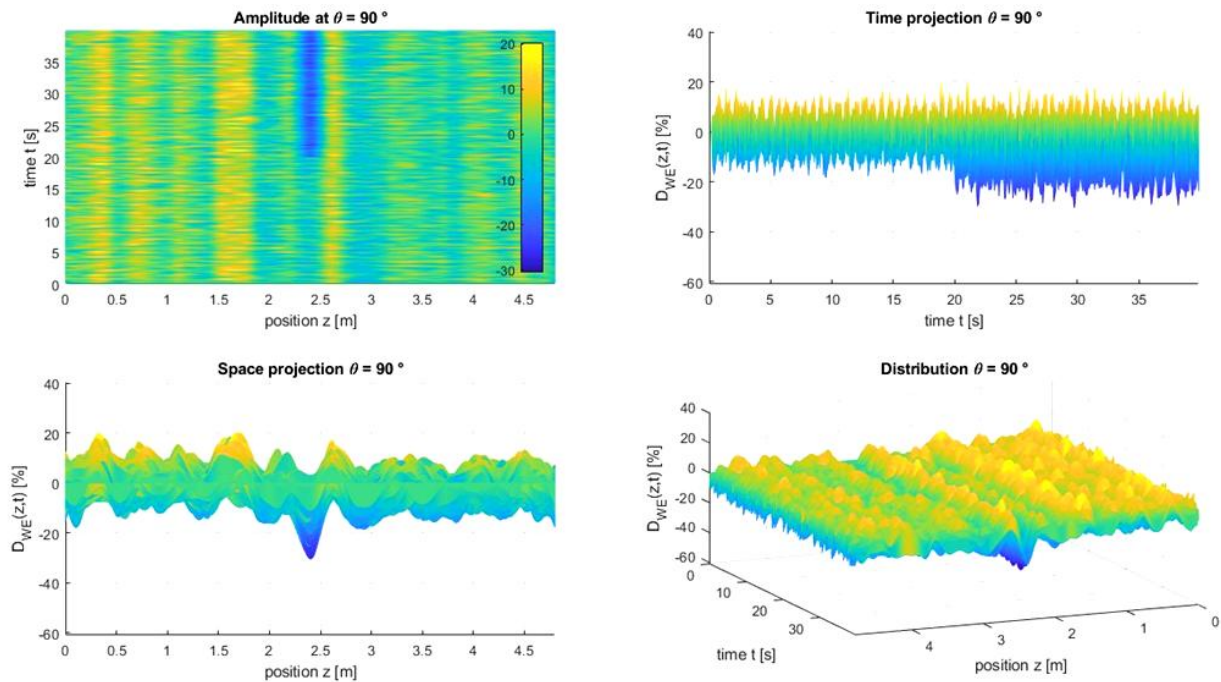 Amplitude at θ = 90 °
time t [s]
35
30
25
20
15
10
5
0
20
10
0
-10
-20
-30
0 0.5 1 1.5 2 2.5 3 3.5 4 4.5
position z [m]
Time projection θ = 90 °
D_WE(z,t) [%]
40
20
0
-20
-40
-60
0 5 10 15 20 25 30 35
time t [s]
Space projection θ = 90 °
D_WE(z,t) [%]
40
20
0
-20
-40
-60
0 0.5 1 1.5 2 2.5 3 3.5 4 4.5
position z [m]
Distribution θ = 90 °
D_WE(z,t) [%]
40
20
0
-20
-40
-60
0
10
20
30
time t [s]
4 3 2 1 0
position z [m]